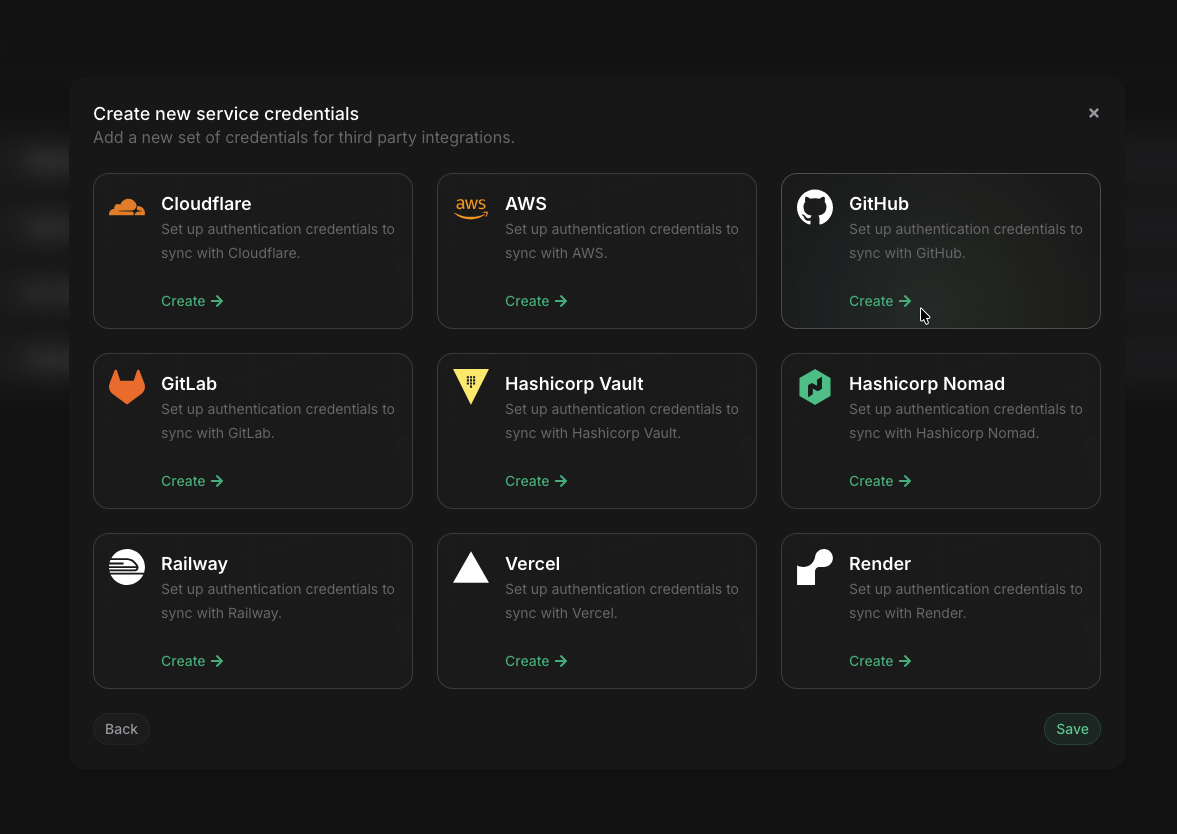 Create new service credentials
Add a new set of credentials for third party integrations.
Cloudflare
Set up authentication credentials to
sync with Cloudflare.
Create
aws
AWS
Set up authentication credentials to
sync with AWS.
Create
GitHub
Set up authentication credentials to
sync with GitHub.
Create
GitLab
Set up authentication credentials to
sync with GitLab.
Create
Hashicorp Vault
Set up authentication credentials to
sync with Hashicorp Vault.
Create
Hashicorp Nomad
Set up authentication credentials to
sync with Hashicorp Nomad.
Create
Railway
Set up authentication credentials to
sync with Railway.
Create
Vercel
Set up authentication credentials to
sync with Vercel.
Create
Render
Set up authentication credentials to
sync with Render.
Create
Back
Save